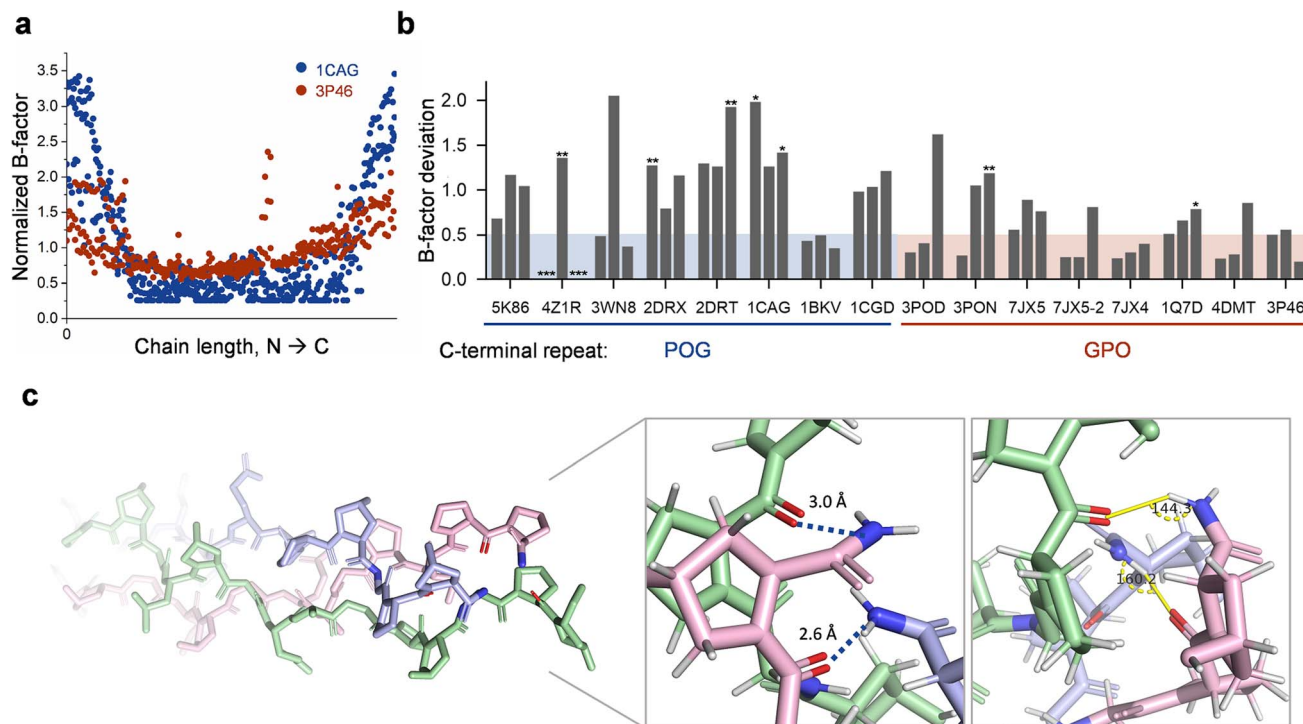 a
Normalized B-factor
3.5
3.0
2.5
2.0
1.5
1.0
0.5
0.0
0
1CAG
3P46
Chain length, N → C
b
B-factor deviation
2.0
1.5
1.0
0.5
0.0
*** ** *** ** ** * * ** *
5K86 4Z1R 3WN8 2DRX 2DRT 1CAG 1BKV 1CGD 3POD 3PON 7JX5 7JX5-2 7JX4 1Q7D 4DMT 3P46
C-terminal repeat: POG GPO
c
3.0 Å
2.6 Å
144.3
160.2